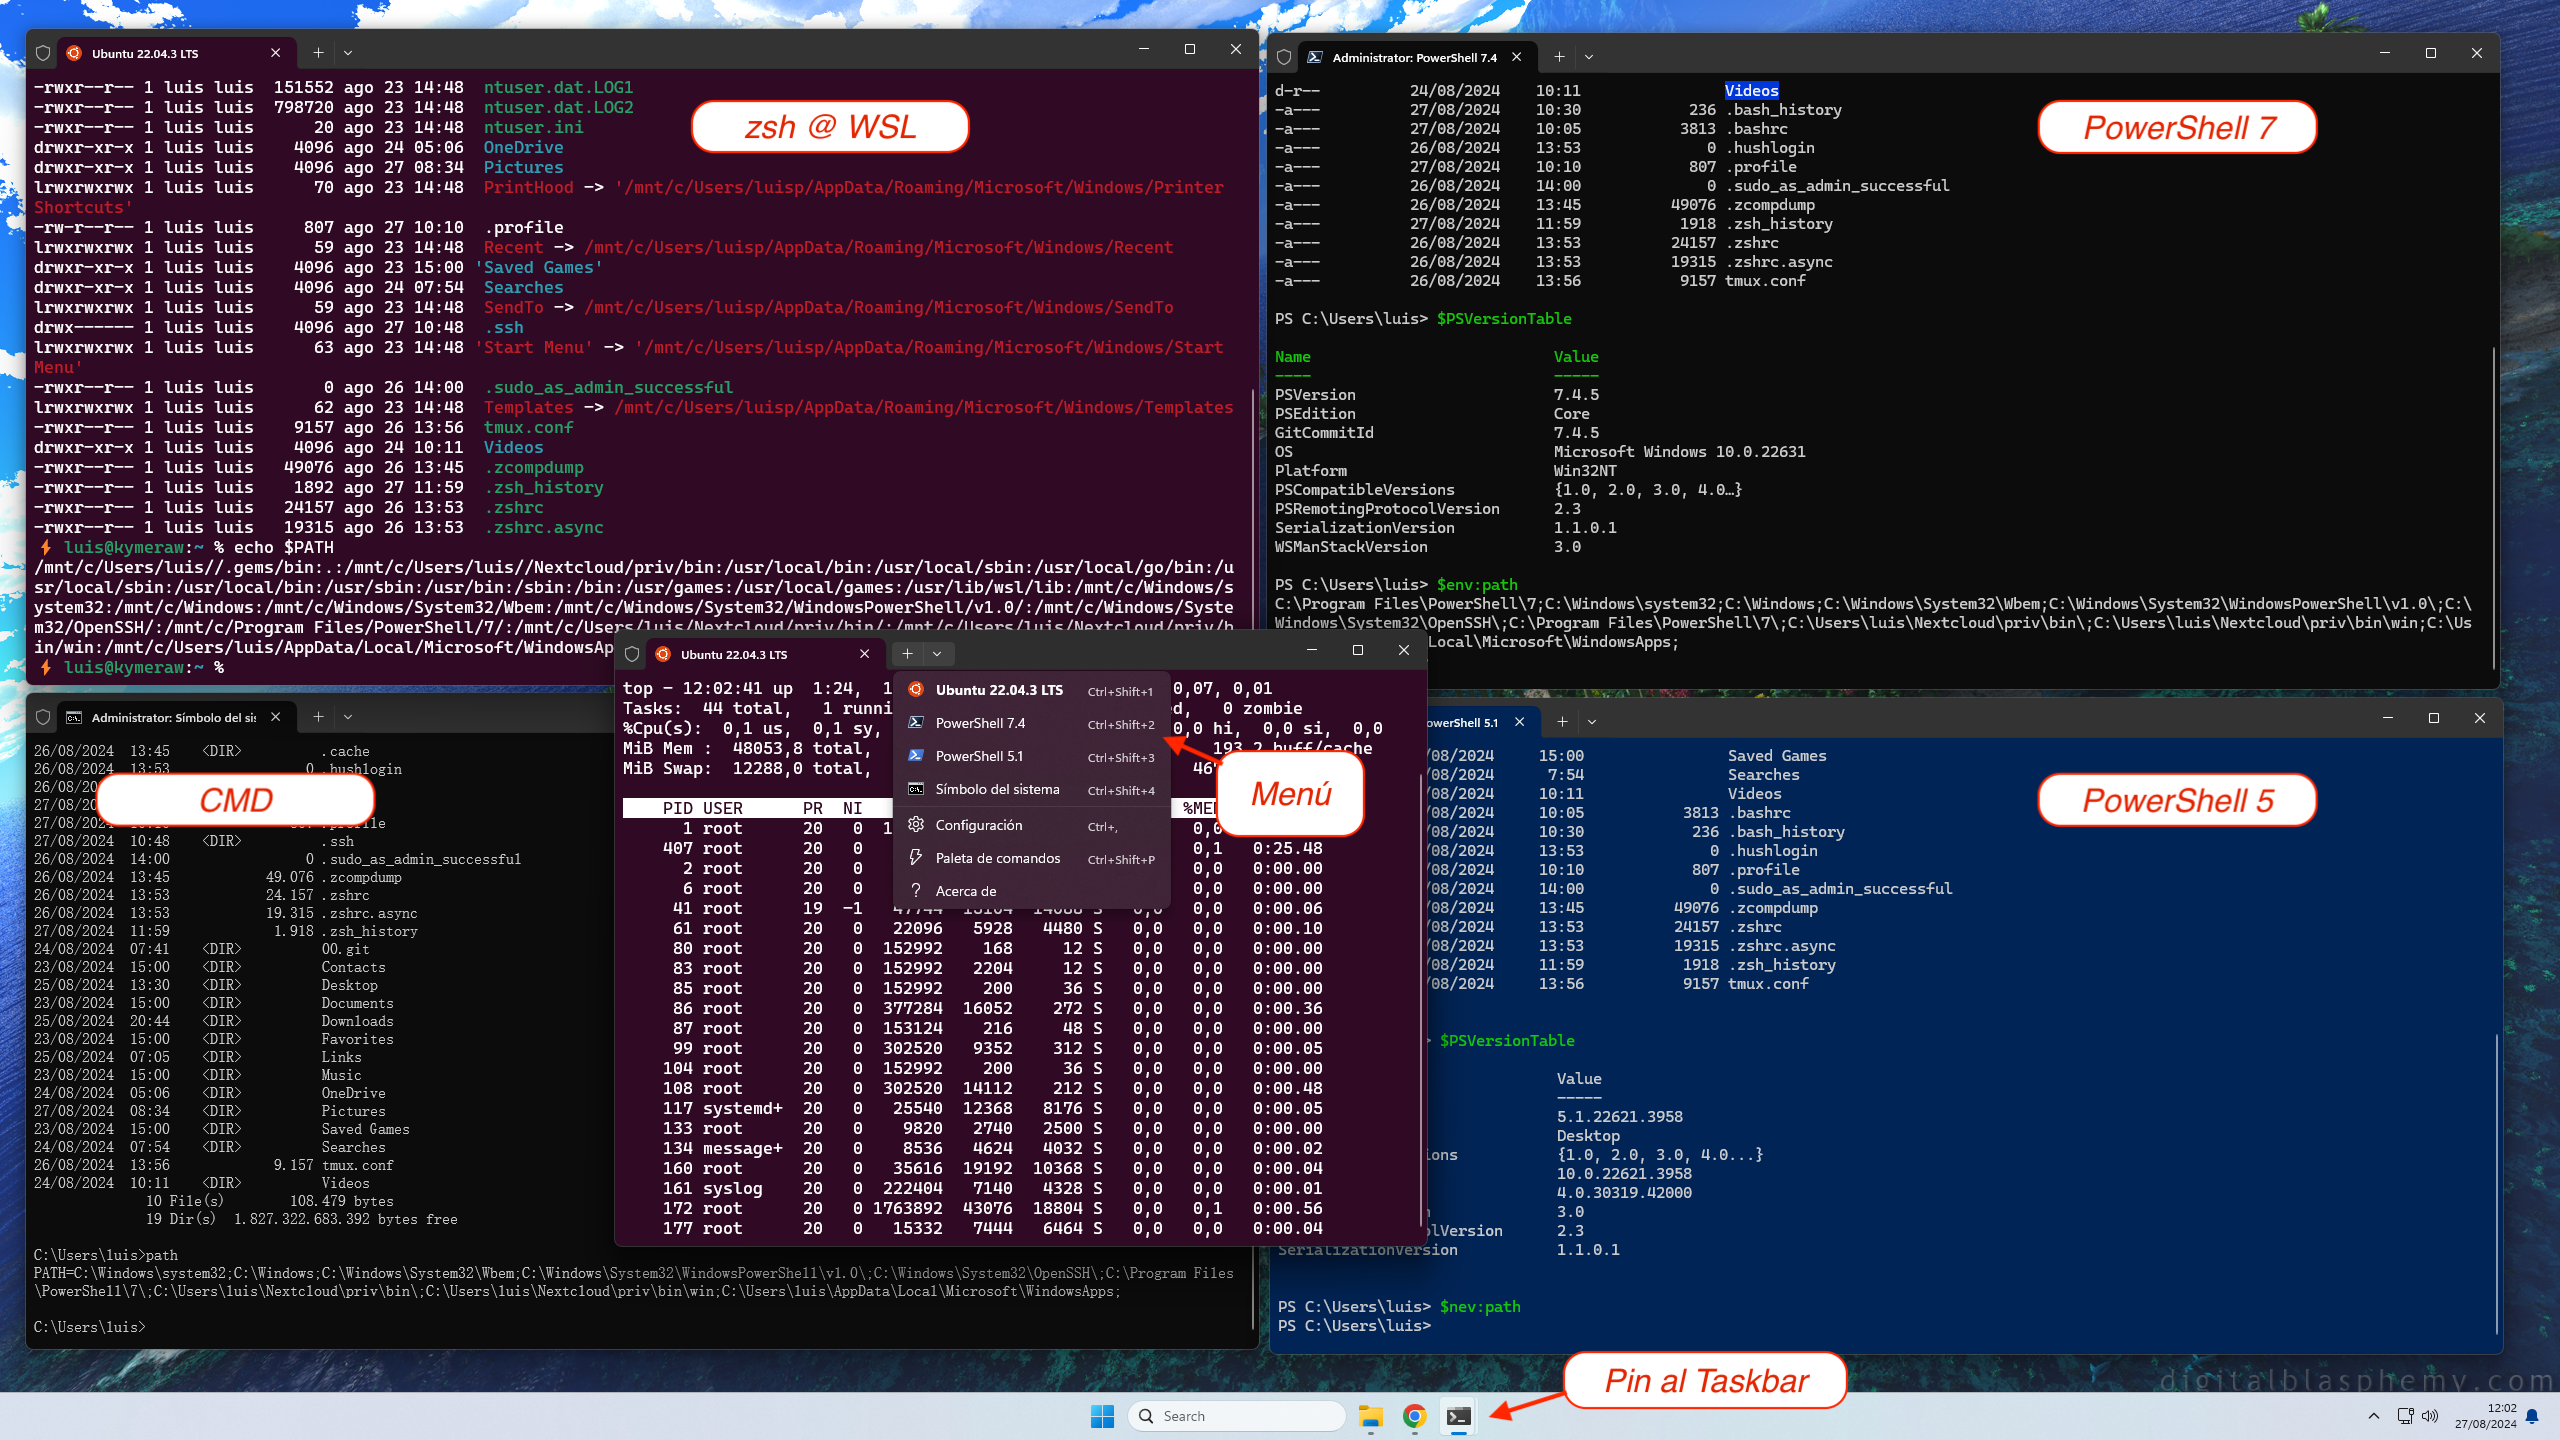 Ubuntu 22.04.3 LTS
-rwxr--r-- 1 luis luis  151552 ago 23 14:48  ntuser.dat.LOG1
-rwxr--r-- 1 luis luis  798720 ago 23 14:48  ntuser.dat.LOG2
-rwxr--r-- 1 luis luis      20 ago 23 14:48  ntuser.ini
drwxr-xr-x 1 luis luis    4096 ago 24 05:06  OneDrive
drwxr-xr-x 1 luis luis    4096 ago 27 08:34  Pictures
lrwxrwxrwx 1 luis luis      70 ago 23 14:48  PrintHood -> '/mnt/c/Users/luisp/AppData/Roaming/Microsoft/Windows/Printer
Shortcuts'
-rw-r--r-- 1 luis luis     807 ago 27 10:10  .profile
lrwxrwxrwx 1 luis luis      59 ago 23 14:48  Recent -> /mnt/c/Users/luisp/AppData/Roaming/Microsoft/Windows/Recent
drwxr-xr-x 1 luis luis    4096 ago 23 15:00 'Saved Games'
drwxr-xr-x 1 luis luis    4096 ago 24 07:54  Searches
lrwxrwxrwx 1 luis luis      59 ago 23 14:48  SendTo -> /mnt/c/Users/luisp/AppData/Roaming/Microsoft/Windows/SendTo
drwx------ 1 luis luis    4096 ago 27 10:48  .ssh
lrwxrwxrwx 1 luis luis      63 ago 23 14:48 'Start Menu' -> '/mnt/c/Users/luisp/AppData/Roaming/Microsoft/Windows/Start
Menu'
-rwxr--r-- 1 luis luis       0 ago 26 14:00  .sudo_as_admin_successful
lrwxrwxrwx 1 luis luis      62 ago 23 14:48  Templates -> /mnt/c/Users/luisp/AppData/Roaming/Microsoft/Windows/Templates
-rwxr--r-- 1 luis luis    9157 ago 26 13:56  tmux.conf
drwxr-xr-x 1 luis luis    4096 ago 24 10:11  Videos
-rwxr--r-- 1 luis luis   49076 ago 26 13:45  .zcompdump
-rwxr--r-- 1 luis luis    1892 ago 27 11:59  .zsh_history
-rwxr--r-- 1 luis luis   24157 ago 26 13:53  .zshrc
-rwxr--r-- 1 luis luis   19315 ago 26 13:53  .zshrc.async
luis@kymeraw:~ % echo $PATH
/mnt/c/Users/luis//.gems/bin:.:/mnt/c/Users/luis//Nextcloud/priv/bin:/usr/local/bin:/usr/local/sbin:/usr/local/go/bin:/u
sr/local/sbin:/usr/local/bin:/usr/sbin:/usr/bin:/sbin:/bin:/usr/games:/usr/local/games:/usr/lib/wsl/lib:/mnt/c/Windows/s
ystem32:/mnt/c/Windows:/mnt/c/Windows/System32/Wbem:/mnt/c/Windows/System32/WindowsPowerShell/v1.0/:/mnt/c/Windows/Syste
m32/OpenSSH/:/mnt/c/Program Files/PowerShell/7/:/mnt/c/Users/luis/Nextcloud/priv/bin/:/mnt/c/Users/luis/Nextcloud/priv/b
in/win:/mnt/c/Users/luis/AppData/Local/Microsoft/WindowsAp
luis@kymeraw:~ %
zsh @ WSL
Administrator: PowerShell 7.4
d-r--          24/08/2024    10:11                Videos
-a---          27/08/2024    10:30            236 .bash_history
-a---          27/08/2024    10:05           3813 .bashrc
-a---          26/08/2024    13:53              0 .hushlogin
-a---          27/08/2024    10:10            807 .profile
-a---          26/08/2024    14:00              0 .sudo_as_admin_successful
-a---          26/08/2024    13:45          49076 .zcompdump
-a---          27/08/2024    11:59           1918 .zsh_history
-a---          26/08/2024    13:53          24157 .zshrc
-a---          26/08/2024    13:53          19315 .zshrc.async
-a---          26/08/2024    13:56           9157 tmux.conf
PS C:\Users\luis> $PSVersionTable
Name                           Value
----                           -----
PSVersion                      7.4.5
PSEdition                      Core
GitCommitId                    7.4.5
OS                             Microsoft Windows 10.0.22631
Platform                       Win32NT
PSCompatibleVersions           {1.0, 2.0, 3.0, 4.0…}
PSRemotingProtocolVersion      2.3
SerializationVersion           1.1.0.1
WSManStackVersion              3.0
PS C:\Users\luis> $env:path
C:\Program Files\PowerShell\7;C:\Windows\system32;C:\Windows;C:\Windows\System32\Wbem;C:\Windows\System32\WindowsPowerShell\v1.0\;C:\
Windows\System32\OpenSSH\;C:\Program Files\PowerShell\7\;C:\Users\luis\Nextcloud\priv\bin\;C:\Users\luis\Nextcloud\priv\bin\win;C:\Us
Local\Microsoft\WindowsApps;
PowerShell 7
Administrator: Símbolo del si
26/08/2024  13:45    <DIR>          .cache
26/08/2024  13:53                 0 .hushlogin
26/08
27/08
27/08
27/08/2024  10:48    <DIR>          .ssh
26/08/2024  14:00                 0 .sudo_as_admin_successful
26/08/2024  13:45            49.076 .zcompdump
26/08/2024  13:53            24.157 .zshrc
26/08/2024  13:53            19.315 .zshrc.async
27/08/2024  11:59             1.918 .zsh_history
24/08/2024  07:41    <DIR>          00.git
23/08/2024  15:00    <DIR>          Contacts
25/08/2024  13:30    <DIR>          Desktop
23/08/2024  15:00    <DIR>          Documents
25/08/2024  20:44    <DIR>          Downloads
23/08/2024  15:00    <DIR>          Favorites
25/08/2024  07:05    <DIR>          Links
23/08/2024  15:00    <DIR>          Music
24/08/2024  05:06    <DIR>          OneDrive
27/08/2024  08:34    <DIR>          Pictures
23/08/2024  15:00    <DIR>          Saved Games
24/08/2024  07:54    <DIR>          Searches
26/08/2024  13:56             9.157 tmux.conf
24/08/2024  10:11    <DIR>          Videos
10 File(s)        108.479 bytes
19 Dir(s)  1.827.322.683.392 bytes free
C:\Users\luis>path
PATH=C:\Windows\system32;C:\Windows;C:\Windows\System32\Wbem;C:\Windows\System32\WindowsPowerShell\v1.0\;C:\Windows\System32\OpenSSH\;C:\Program Files
\PowerShell\7\;C:\Users\luis\Nextcloud\priv\bin\;C:\Users\luis\Nextcloud\priv\bin\win;C:\Users\luis\AppData\Local\Microsoft\WindowsApps;
C:\Users\luis>
CMD
Ubuntu 22.04.3 LTS
top - 12:02:41 up  1:24,  1 0,07, 0,01
Tasks:  44 total,   1 runni ed,   0 zombie
%Cpu(s):  0,1 us,  0,1 sy, 0,0 hi,  0,0 si,  0,0
MiB Mem :  48053,8 total, 193,2 buff/cache
MiB Swap:  12288,0 total, 46
PID USER      PR  NI %ME
1 root      20   0 1 0,0
407 root      20   0 0,1   0:25.48
2 root      20   0 0,0   0:00.00
6 root      20   0 0,0   0:00.00
41 root      19  -1   47744  15104  14088 S   0,0   0,0   0:00.06
61 root      20   0   22096   5928   4480 S   0,0   0,0   0:00.10
80 root      20   0  152992    168     12 S   0,0   0,0   0:00.00
83 root      20   0  152992   2204     12 S   0,0   0,0   0:00.00
85 root      20   0  152992    200     36 S   0,0   0,0   0:00.00
86 root      20   0  377284  16052    272 S   0,0   0,0   0:00.36
87 root      20   0  153124    216     48 S   0,0   0,0   0:00.00
99 root      20   0  302520   9352    312 S   0,0   0,0   0:00.05
104 root      20   0  152992    200     36 S   0,0   0,0   0:00.00
108 root      20   0  302520  14112    212 S   0,0   0,0   0:00.48
117 systemd+  20   0   25540  12368   8176 S   0,0   0,0   0:00.05
133 root      20   0    9820   2740   2500 S   0,0   0,0   0:00.00
134 message+  20   0    8536   4624   4032 S   0,0   0,0   0:00.02
160 root      20   0   35616  19192  10368 S   0,0   0,0   0:00.04
161 syslog    20   0  222404   7140   4328 S   0,0   0,0   0:00.01
172 root      20   0 1763892  43076  18804 S   0,0   0,1   0:00.56
177 root      20   0   15332   7444   6464 S   0,0   0,0   0:00.04
Ubuntu 22.04.3 LTS Ctrl+Shift+1
PowerShell 7.4 Ctrl+Shift+2
PowerShell 5.1 Ctrl+Shift+3
Símbolo del sistema Ctrl+Shift+4
Configuración Ctrl+,
Paleta de comandos Ctrl+Shift+P
Acerca de
Menú
owerShell 5.1
/08/2024     15:00                Saved Games
/08/2024      7:54                Searches
/08/2024     10:11                Videos
/08/2024     10:05           3813 .bashrc
/08/2024     10:30            236 .bash_history
/08/2024     13:53              0 .hushlogin
/08/2024     10:10            807 .profile
/08/2024     14:00              0 .sudo_as_admin_successful
/08/2024     13:45          49076 .zcompdump
/08/2024     13:53          24157 .zshrc
/08/2024     13:53          19315 .zshrc.async
/08/2024     11:59           1918 .zsh_history
/08/2024     13:56           9157 tmux.conf
> $PSVersionTable
Value
-----
5.1.22621.3958
Desktop
ons           {1.0, 2.0, 3.0, 4.0...}
10.0.22621.3958
4.0.30319.42000
3.0
olVersion      2.3
SerializationVersion           1.1.0.1
PS C:\Users\luis> $nev:path
PS C:\Users\luis>
PowerShell 5
Pin al Taskbar
digitalblasphemy.com
Search
12:02
27/08/2024